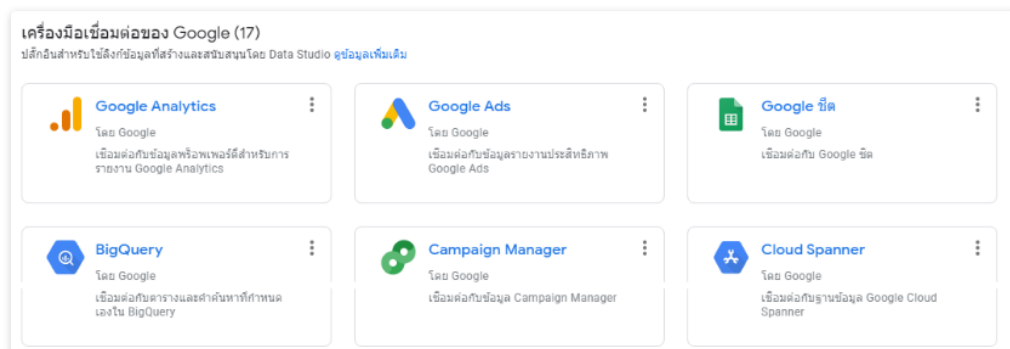 เครื่องมือเชื่อมต่อของ Google (17)
ปลั๊กอินสำหรับใช้ลิงก์ข้อมูลที่สร้างและสนับสนุนโดย Data Studio ดูข้อมูลเพิ่มเติม
Google Analytics
โดย Google
เชื่อมต่อกับข้อมูลพร็อพเพอร์ตี้สำหรับการ
รายงาน Google Analytics
Google Ads
โดย Google
เชื่อมต่อกับข้อมูลรายงานประสิทธิภาพ
Google Ads
Google ชีต
โดย Google
เชื่อมต่อกับ Google ชีต
BigQuery
โดย Google
เชื่อมต่อกับตารางและคำค้นหาที่กำหนด
เองใน BigQuery
Campaign Manager
โดย Google
เชื่อมต่อกับข้อมูล Campaign Manager
Cloud Spanner
โดย Google
เชื่อมต่อกับฐานข้อมูล Google Cloud
Spanner